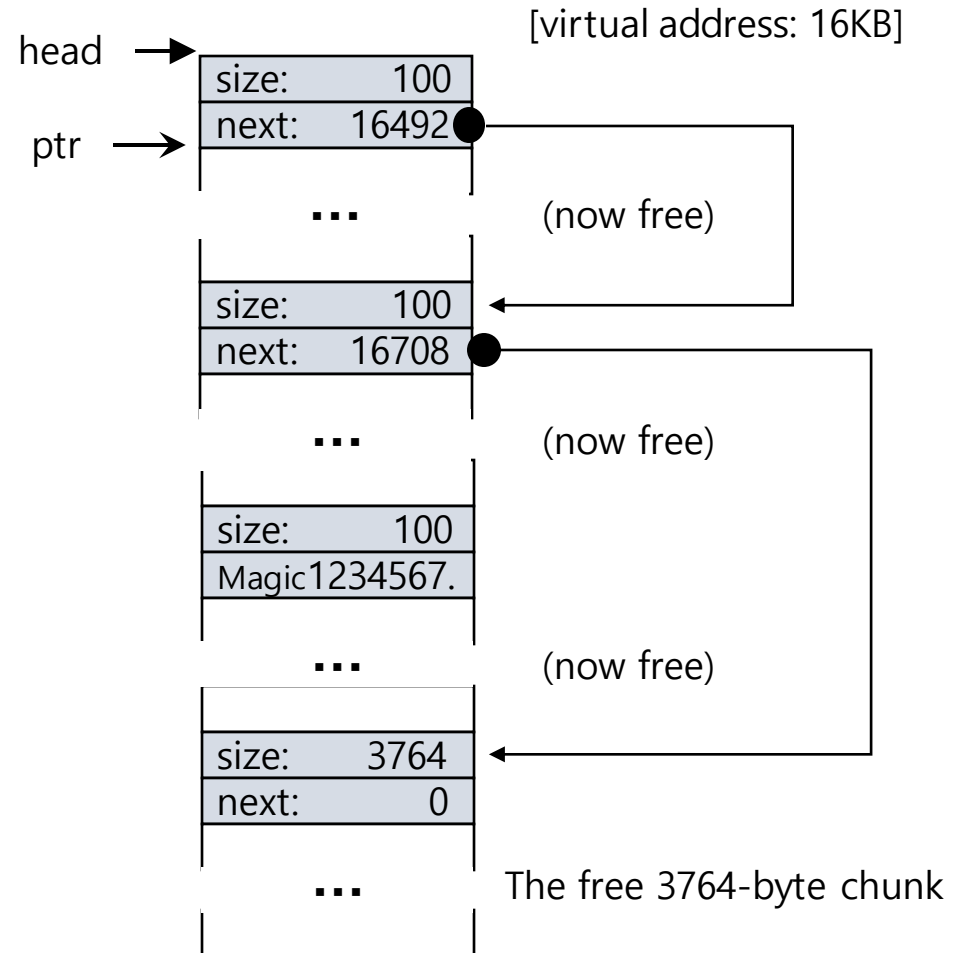 [virtual address: 16KB]
head
size: 100
next: 16492
ptr
...
(now free)
size: 100
next: 16708
...
(now free)
size: 100
Magic1234567.
...
(now free)
size: 3764
next: 0
...
The free 3764-byte chunk